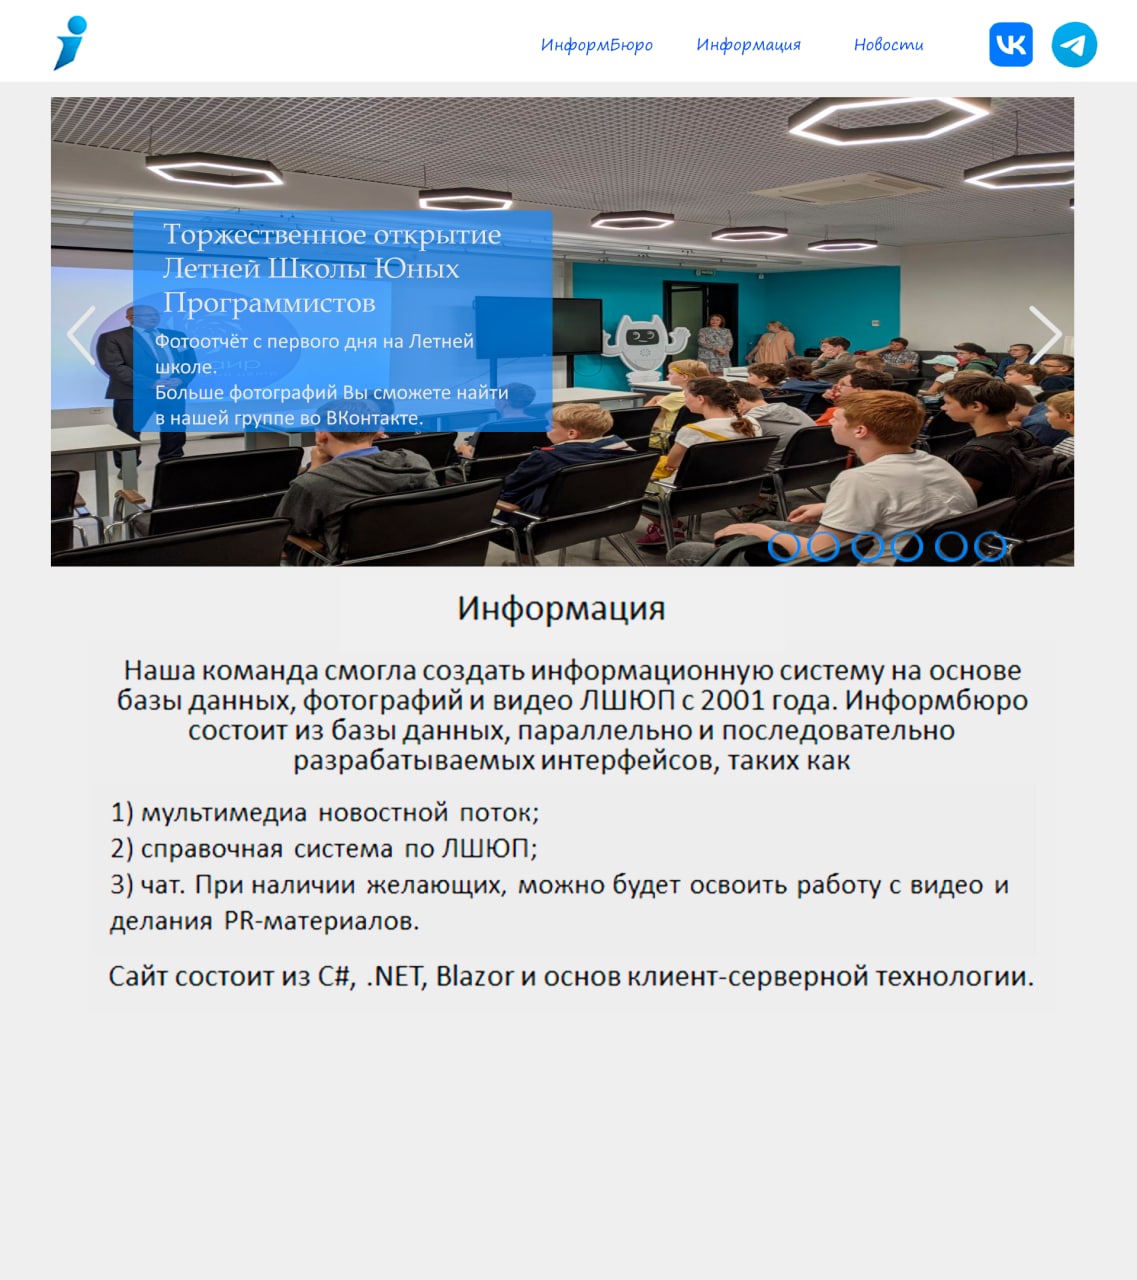 ИнформБюро Информация Новости
Торжественное открытие
Летней Школы Юных
Программистов
Фотоотчёт с первого дня на Летней
школе.
Больше фотографий Вы сможете найти
в нашей группе во ВКонтакте.
Информация
Наша команда смогла создать информационную систему на основе
базы данных, фотографий и видео ЛШЮП с 2001 года. Информбюро
состоит из базы данных, параллельно и последовательно
разрабатываемых интерфейсов, таких как
1) мультимедиа новостной поток;
2) справочная система по ЛШЮП;
3) чат. При наличии желающих, можно будет освоить работу с видео и
делания PR-материалов.
Сайт состоит из C#, .NET, Blazor и основ клиент-серверной технологии.